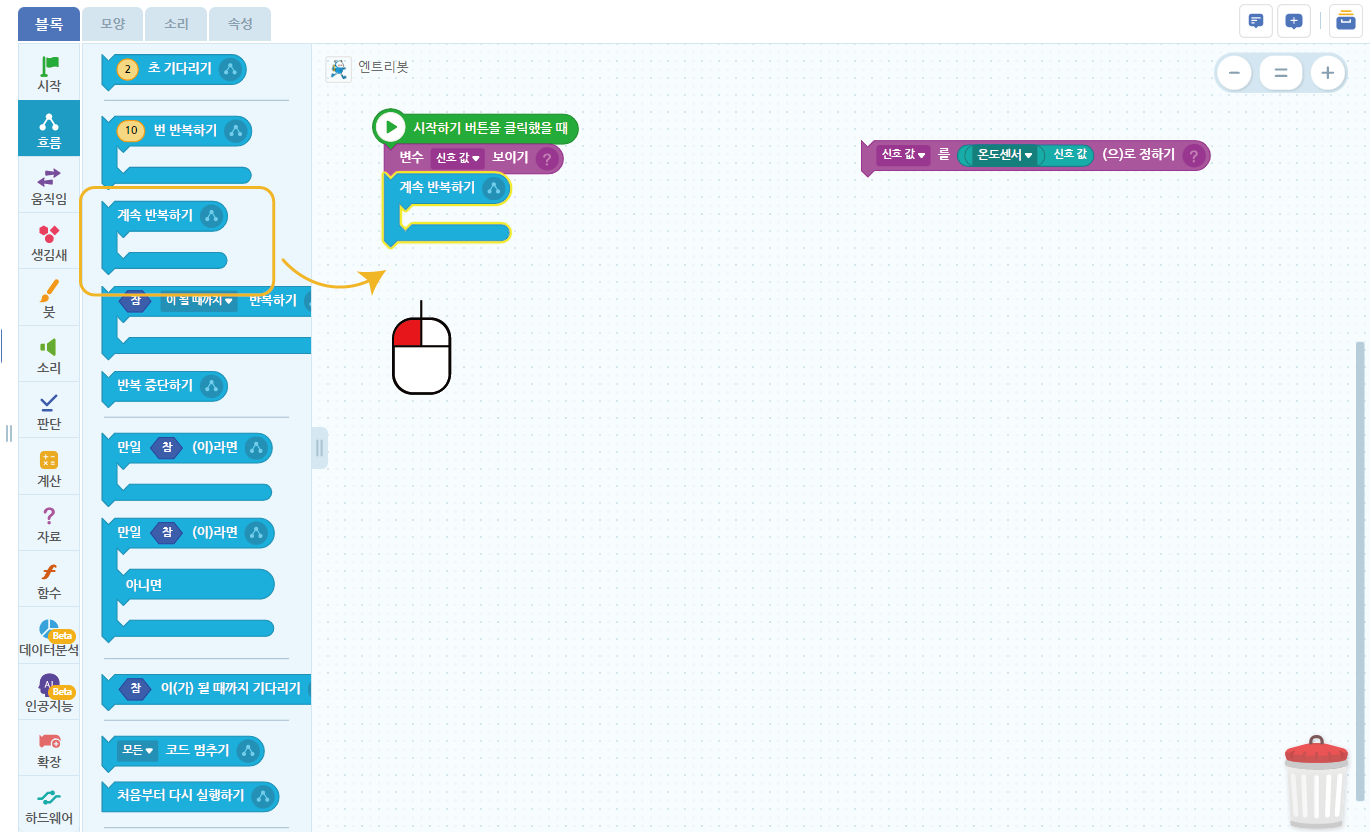 블록 모양 소리 속성
엔트리봇
시작
흐름
움직임
생김새
붓
소리
판단
계산
자료
함수
데이터분석 Beta
인공지능 AI Beta
확장
하드웨어
2 초 기다리기
10 번 반복하기
계속 반복하기
참 이 될 때까지 반복하기
반복 중단하기
만일 참 (이)라면
만일 참 (이)라면
아니면
참 이(가) 될 때까지 기다리기
모든 코드 멈추기
처음부터 다시 실행하기
시작하기 버튼을 클릭했을 때
변수 신호 값 보이기 ?
계속 반복하기
신호 값 를 온도센서 신호 값 (으)로 정하기 ?